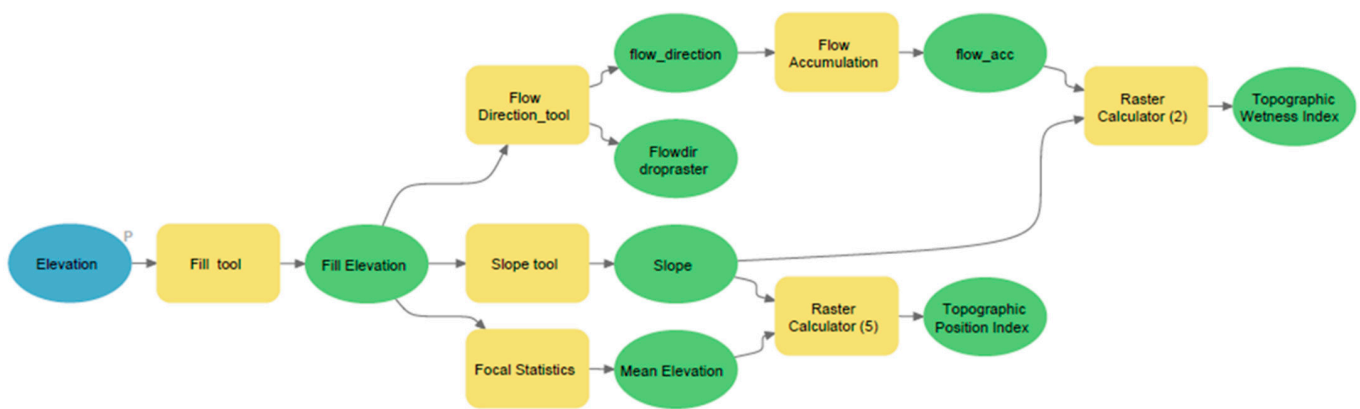 flow_direction
Flow
Accumulation
flow_acc
Flow
Direction_tool
Raster
Calculator (2)
Topographic
Wetness Index
Flowdir
dropraster
P
Elevation
Fill  tool
Fill Elevation
Slope tool
Slope
Raster
Calculator (5)
Topographic
Position Index
Focal Statistics
Mean Elevation